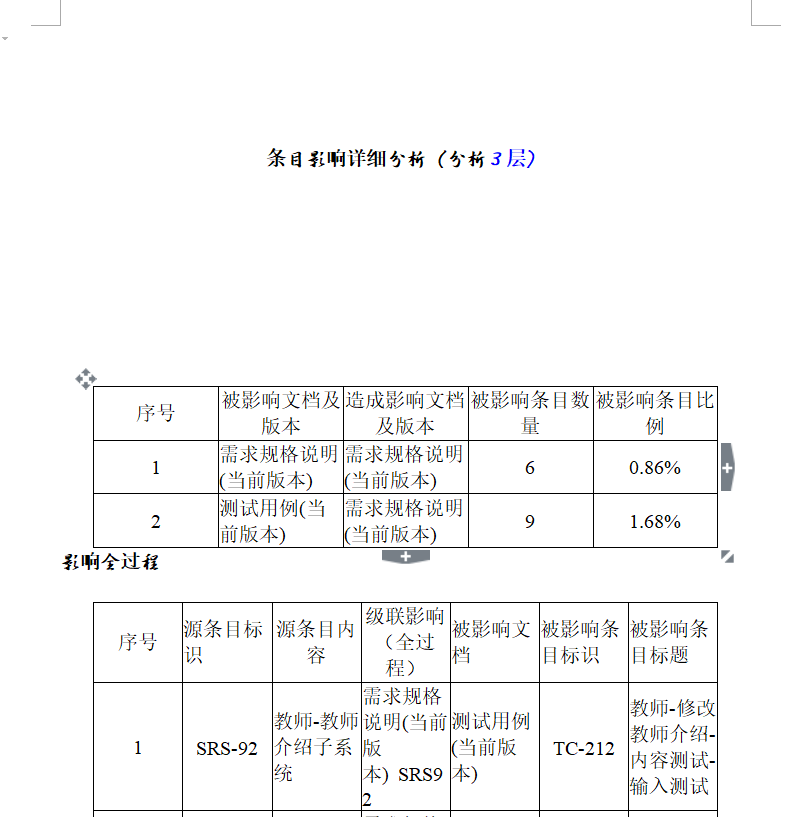 条目影响详细分析（分析3层）
序号 被影响文档及版本 造成影响文档及版本 被影响条目数量 被影响条目比例
1 需求规格说明(当前版本) 需求规格说明(当前版本) 6 0.86%
2 测试用例(当前版本) 需求规格说明(当前版本) 9 1.68%
影响全过程
序号 源条目标识 源条目内容 级联影响（全过程） 被影响文档 被影响条目标识 被影响条目标题
1 SRS-92 教师-教师介绍子系统 需求规格说明(当前版本) SRS92 测试用例(当前版本) TC-212 教师-修改教师介绍-内容测试-输入测试